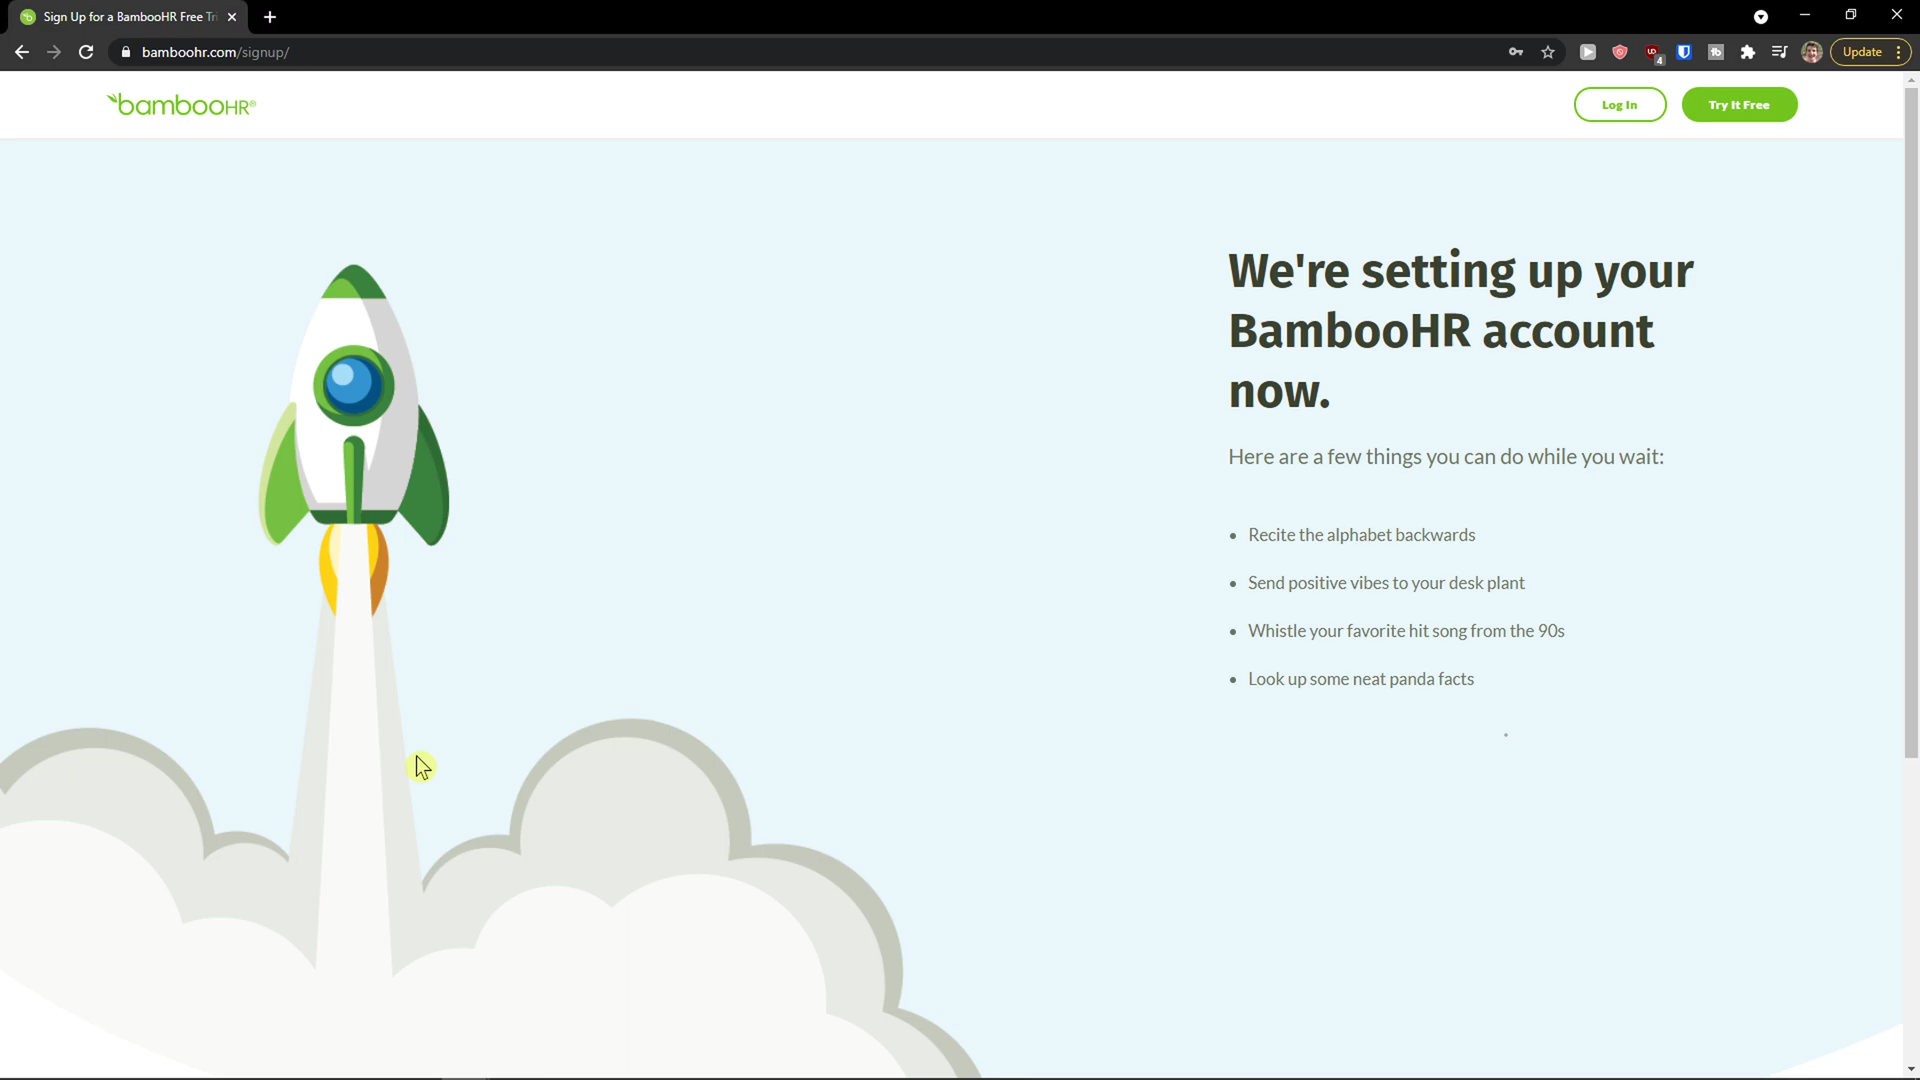 Sign Up for a BambooHR Free Tri
bamboohr.com/signup/
4
Update
bambooHR®
Log In
Try It Free
We're setting up your
BambooHR account
now.
Here are a few things you can do while you wait:
• Recite the alphabet backwards
• Send positive vibes to your desk plant
• Whistle your favorite hit song from the 90s
• Look up some neat panda facts